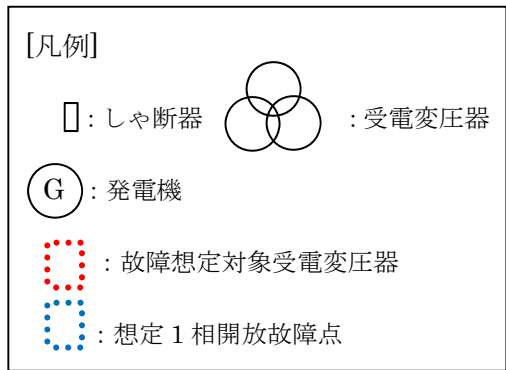 [凡例]
: しゃ断器 : 受電変圧器
G : 発電機
: 故障想定対象受電変圧器
: 想定 1 相開放故障点